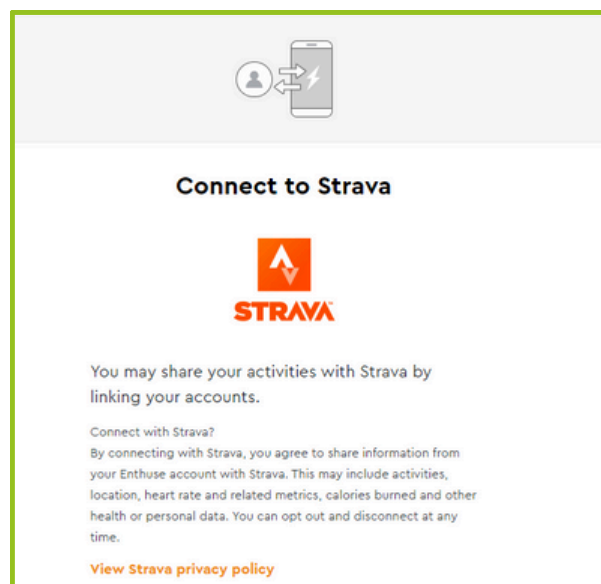 Connect to Strava
STRAVA™
You may share your activities with Strava by
linking your accounts.
Connect with Strava?
By connecting with Strava, you agree to share information from
your Enthuse account with Strava. This may include activities,
location, heart rate and related metrics, calories burned and other
health or personal data. You can opt out and disconnect at any
time.
View Strava privacy policy